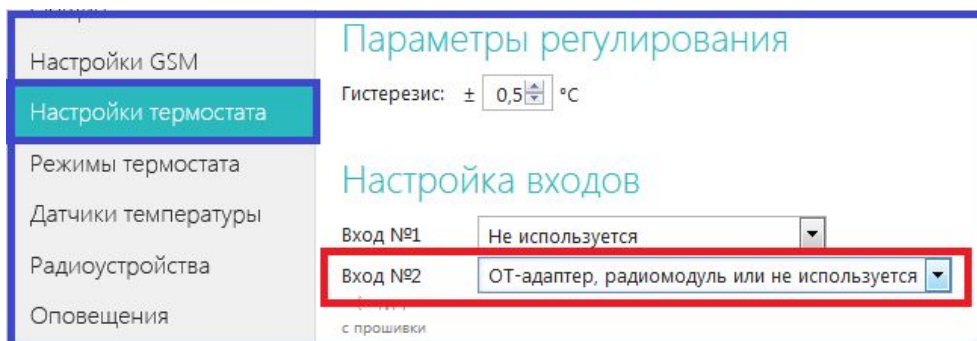 Настройки GSM
Настройки термостата
Режимы термостата
Датчики температуры
Радиоустройства
Оповещения
Параметры регулирования
Гистерезис: ± 0,5 °C
Настройка входов
Вход №1 Не используется
Вход №2 ОТ-адаптер, радиомодуль или не используется
с прошивки